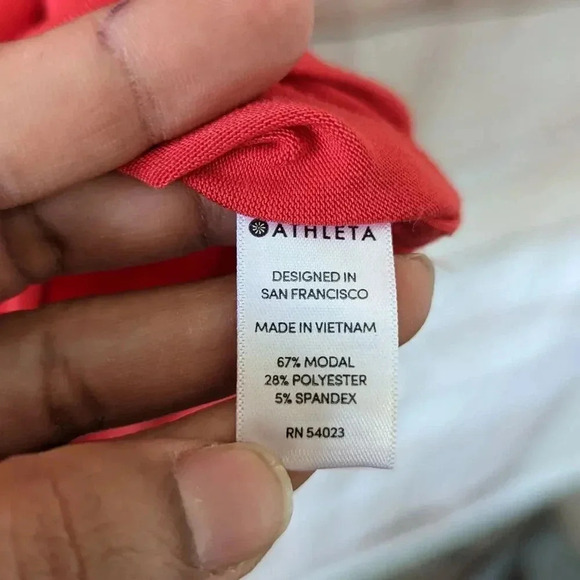 ATHLETA
DESIGNED IN
SAN FRANCISCO
MADE IN VIETNAM
67% MODAL
28% POLYESTER
5% SPANDEX
RN 54023